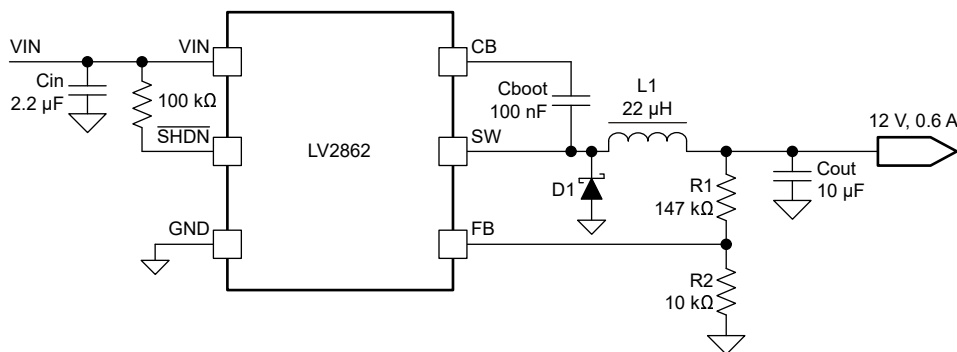 VIN
VIN
CB
Cin
2.2 µF
100 kΩ
SHDN
Cboot
100 nF
L1
22 µH
12 V, 0.6 A
LV2862
SW
D1
R1
147 kΩ
Cout
10 µF
GND
FB
R2
10 kΩ